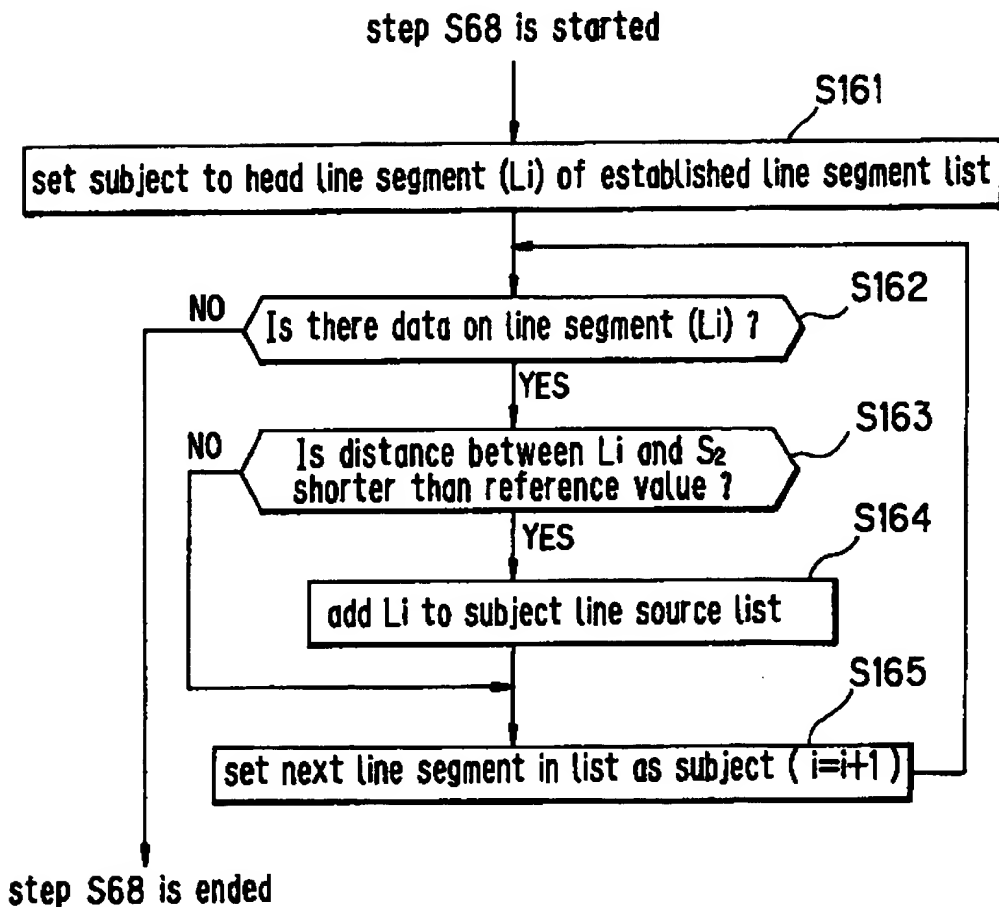 step S68 is started
S161
set subject to head line segment (Li) of established line segment list
S162
NO
Is there data on line segment (Li) ?
YES
S163
NO
Is distance between Li and S₂
shorter than reference value ?
YES
S164
add Li to subject line source list
S165
set next line segment in list as subject ( i=i+1 )
step S68 is ended